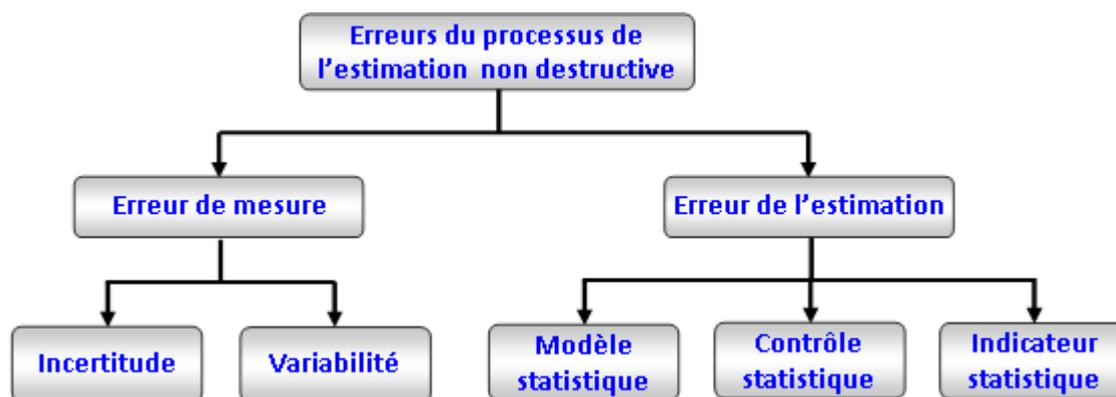 Erreurs du processus de
l’estimation non destructive
Erreur de mesure
Erreur de l’estimation
Incertitude
Variabilité
Modèle
statistique
Contrôle
statistique
Indicateur
statistique